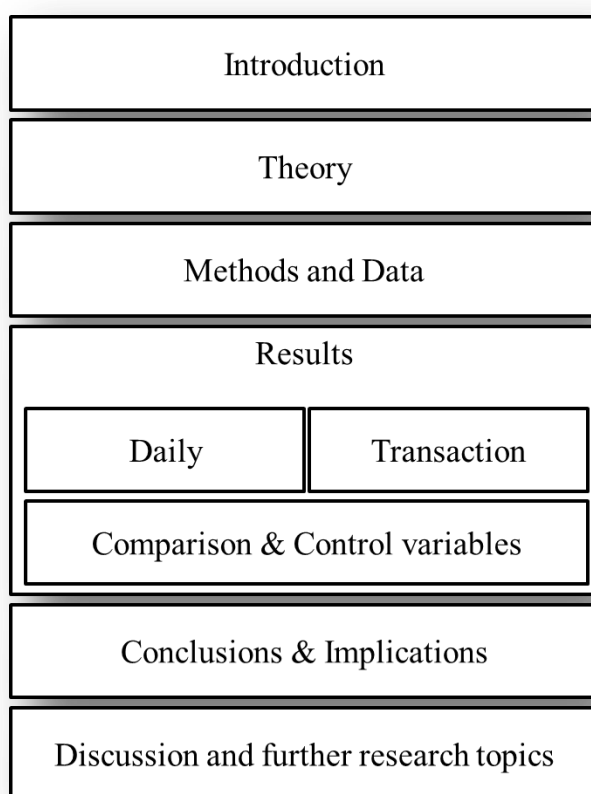 Introduction
Theory
Methods and Data
Results
Daily
Transaction
Comparison & Control variables
Conclusions & Implications
Discussion and further research topics